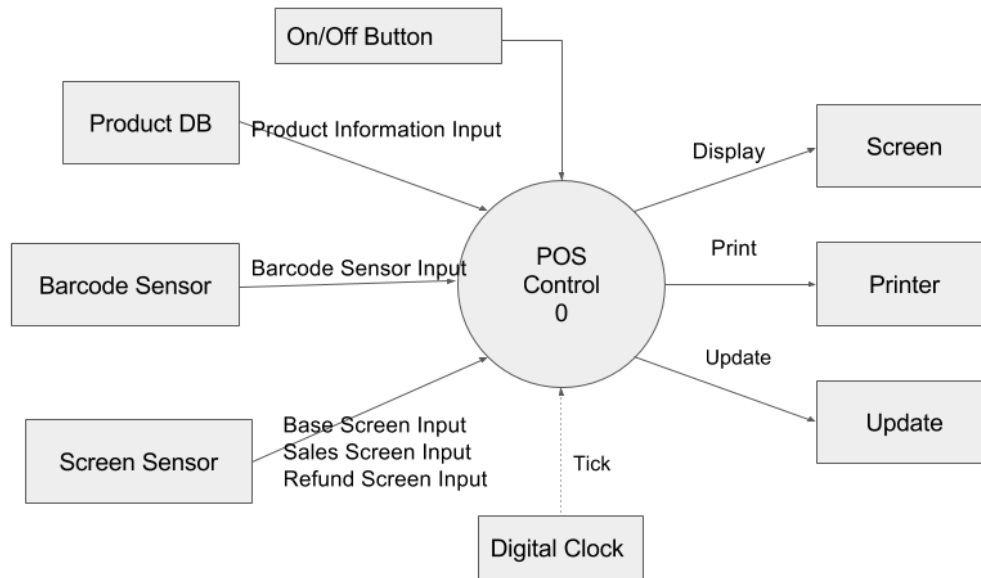 On/Off Button
Product DB
Product Information Input
Display
Screen
Barcode Sensor
Barcode Sensor Input
POS
Control
0
Print
Printer
Update
Update
Screen Sensor
Base Screen Input
Sales Screen Input
Refund Screen Input
Tick
Digital Clock